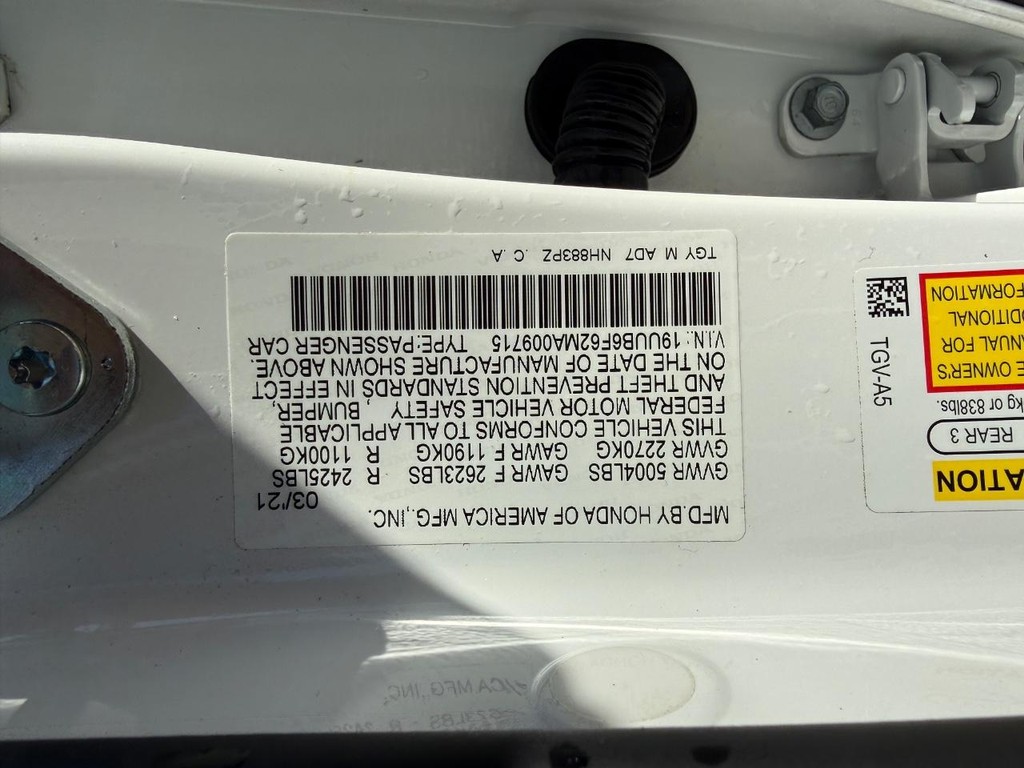 MFD.BY HONDA OF AMERICA MFG.,INC.
03/'21
GVWR 5004LBS GAWR F 2623LBS R 2425LBS
GVWR 2270KG GAWR F 1190KG R 1100KG
THIS VEHICLE CONFORMS TO ALL APPLICABLE
FEDERAL MOTOR VEHICLE SAFETY , BUMPER,
AND THEFT PREVENTION STANDARDS IN EFFECT
ON THE DATE OF MANUFACTURE SHOWN ABOVE.
V.I.N.: 19UUB6F62MA009715 TYPE:PASSENGER CAR
TGY M AD7 NH883PZ .C .A
ATION
REAR 3
kg or 838lbs.
OWNER'S
FOR
TGV-A5